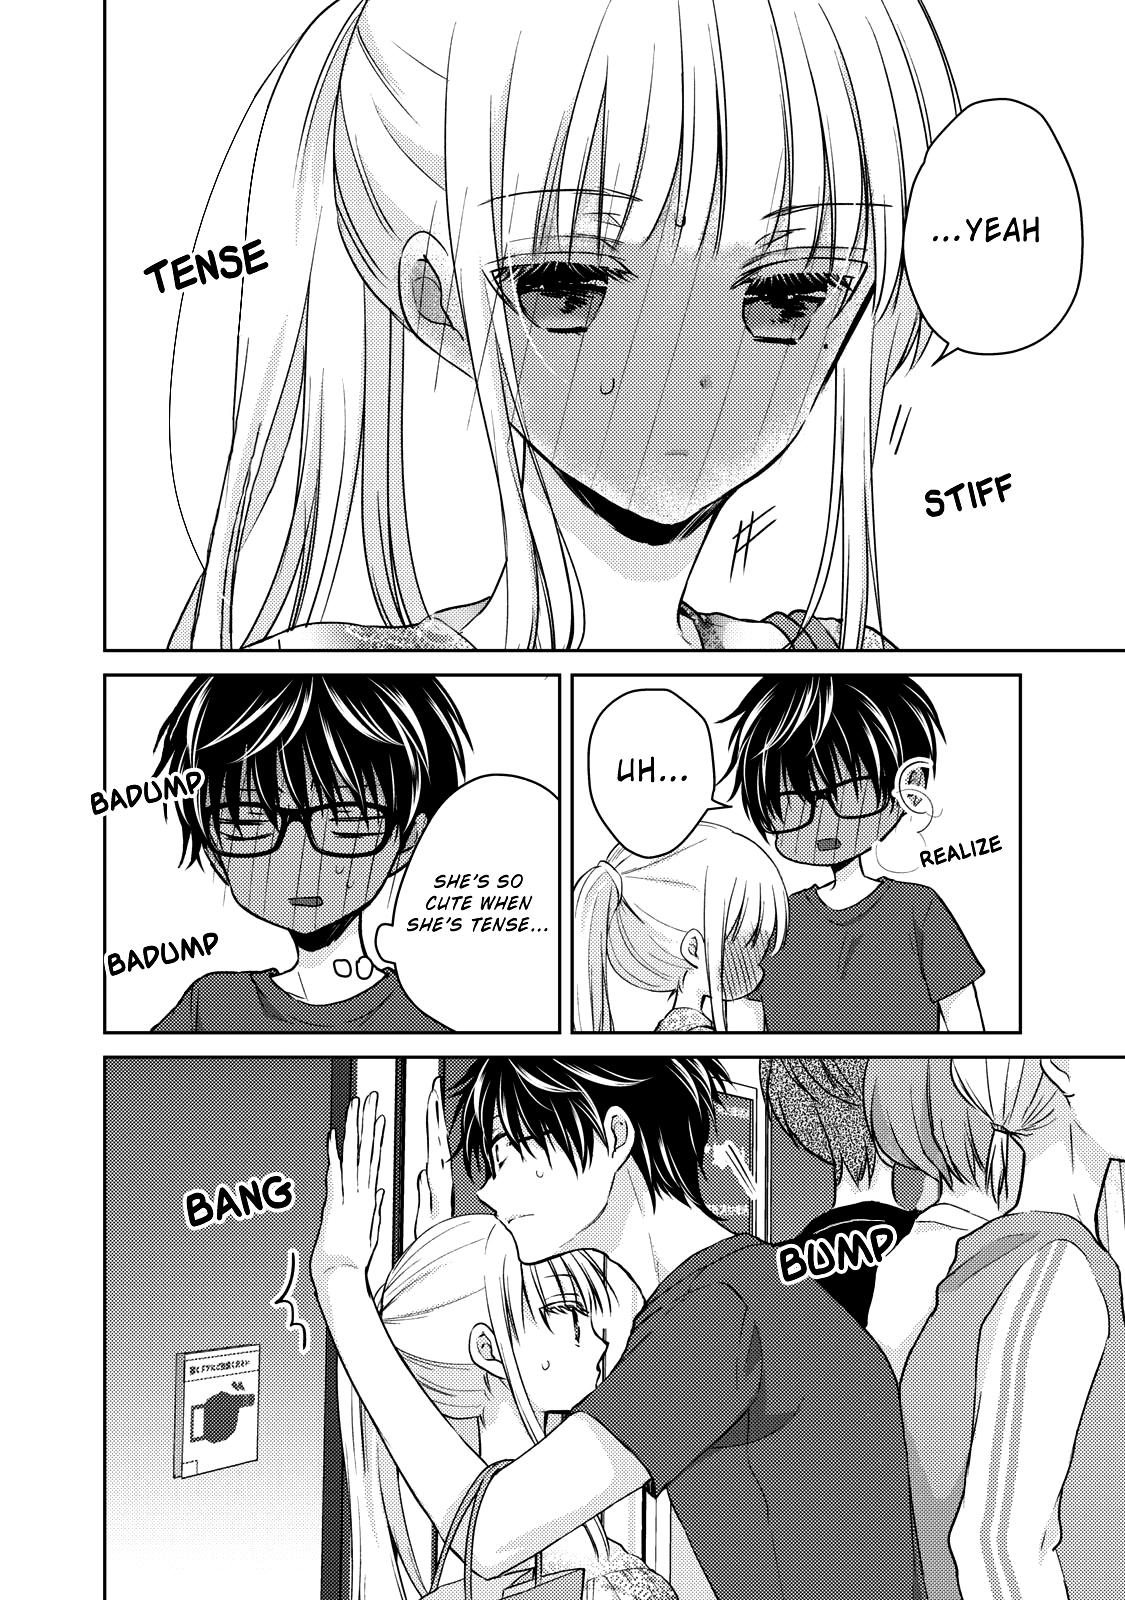 ...YEAH
TENSE
STIFF
UH...
REALIZE
BADUMP
SHE'S SO
CUTE WHEN
SHE'S TENSE...
BADUMP
BANG
BUMP